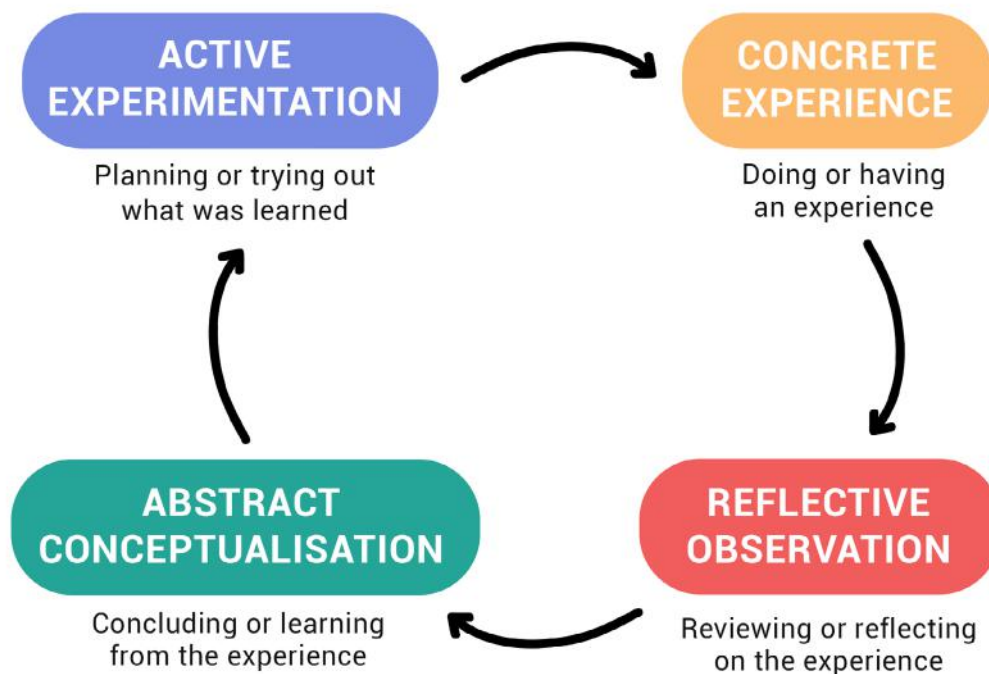 ACTIVE
EXPERIMENTATION
Planning or trying out
what was learned
CONCRETE
EXPERIENCE
Doing or having
an experience
REFLECTIVE
OBSERVATION
Reviewing or reflecting
on the experience
ABSTRACT
CONCEPTUALISATION
Concluding or learning
from the experience